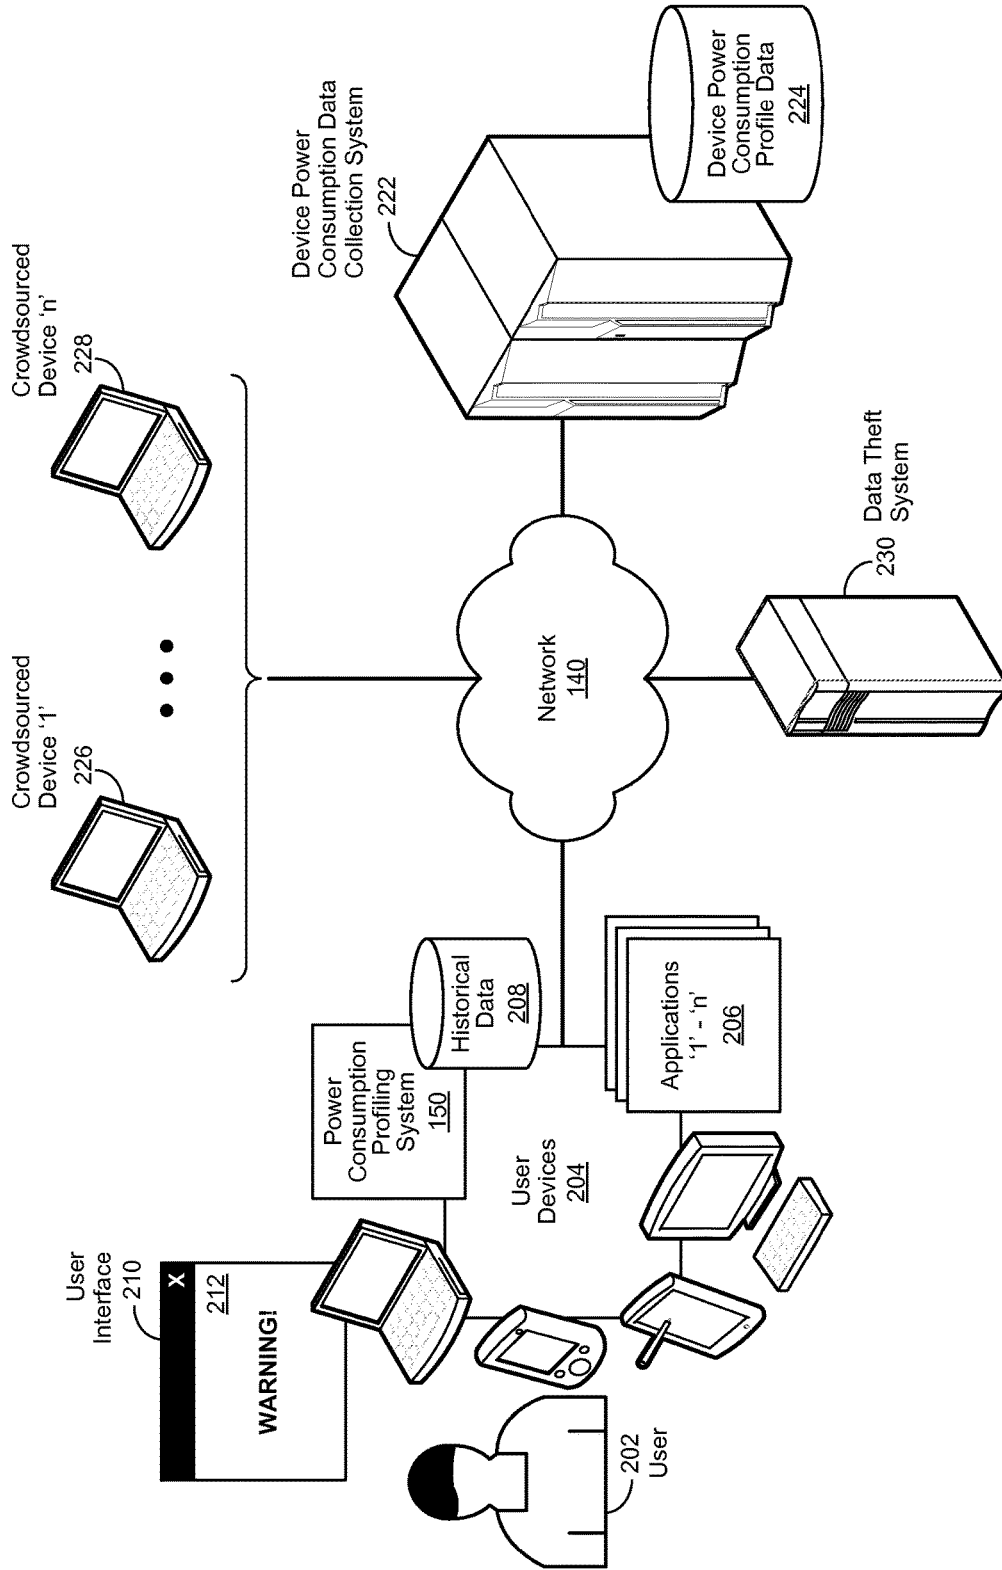 Crowdsourced
Device ‘1’
226
Crowdsourced
Device ‘n’
228
User
Interface
210
X
212
WARNING!
Power
Consumption
Profiling
System
150
Historical
Data
208
Device Power
Consumption Data
Collection System
222
User
Devices
204
Network
140
Device Power
Consumption
Profile Data
224
202
User
Applications
‘1’ - ‘n’
206
230
Data Theft
System